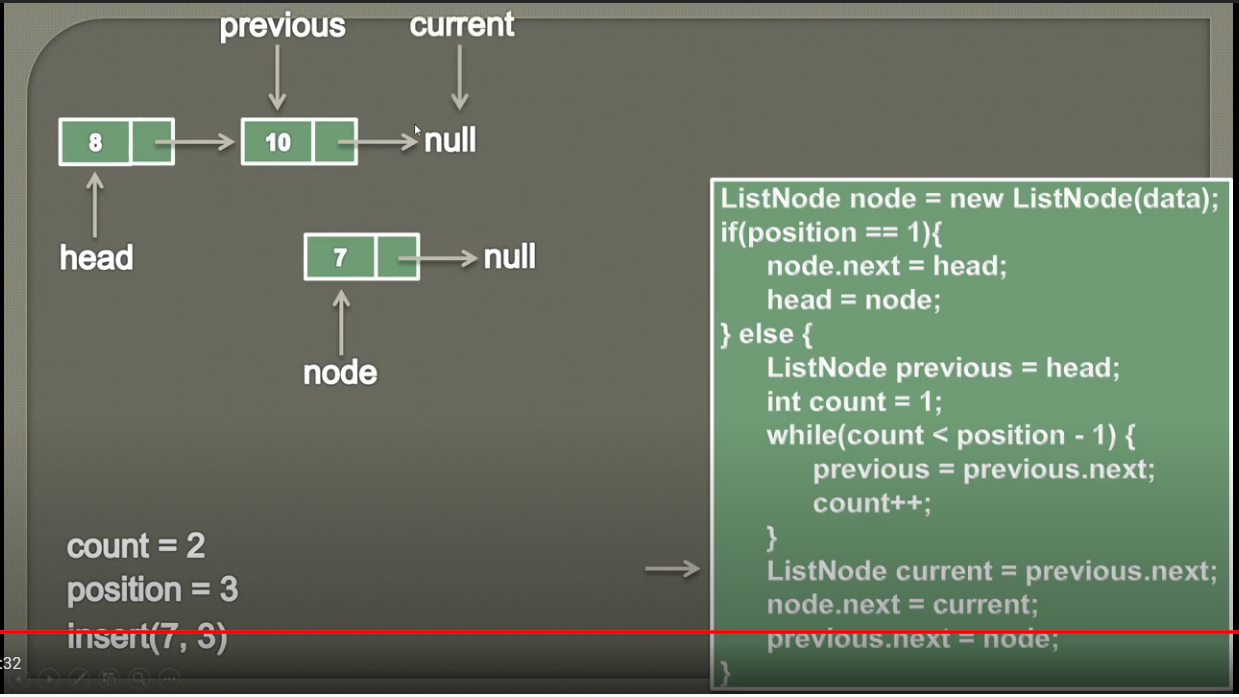 previous
current
8
10
null
head
7
null
node
count = 2
position = 3
insert(7, 3)
:32
ListNode node = new ListNode(data);
if(position == 1){
node.next = head;
head = node;
} else {
ListNode previous = head;
int count = 1;
while(count < position - 1) {
previous = previous.next;
count++;
}
ListNode current = previous.next;
node.next = current;
previous.next = node;
}